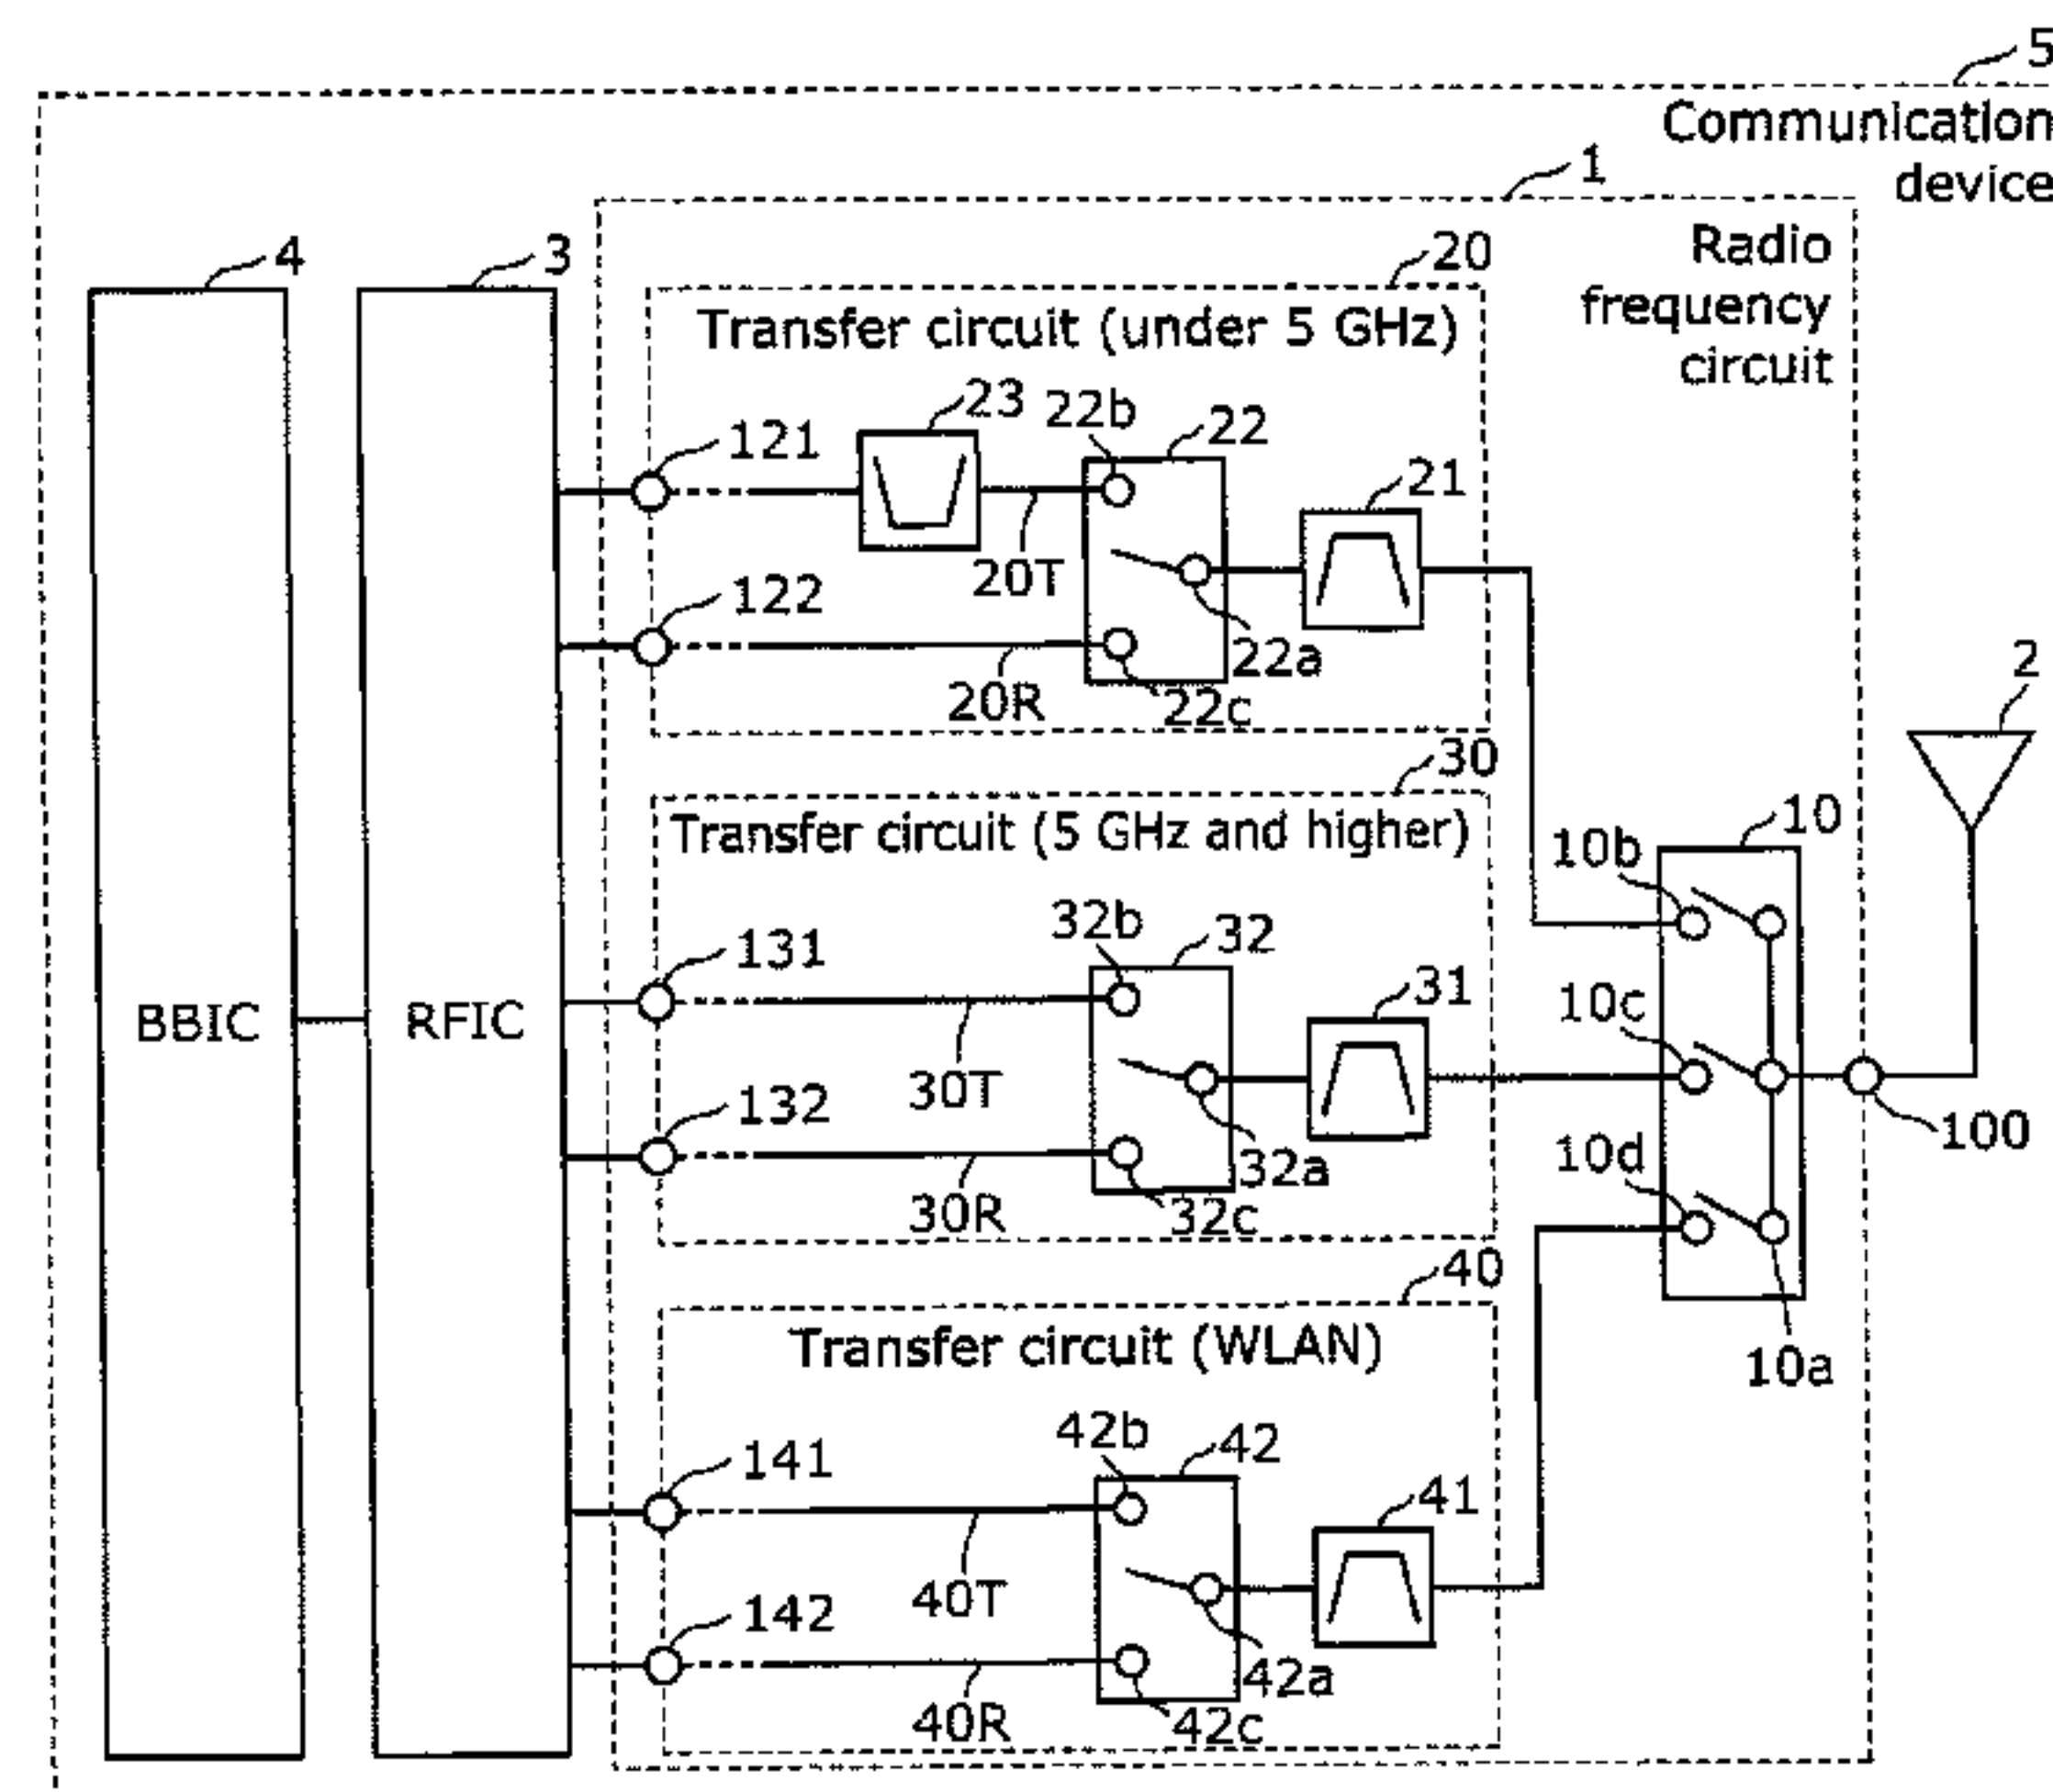 5
Communication
device
1
Radio
frequency
circuit
4
3
20
Transfer circuit (under 5 GHz)
23
22b
22
121
21
20T
122
22a
20R
22c
2
30
Transfer circuit (5 GHz and higher)
10
10b
32b
32
131
31
10c
BBIC
RFIC
30T
132
100
10d
32a
30R
32c
40
Transfer circuit (WLAN)
10a
42b
42
141
41
40T
142
42a
40R
42c